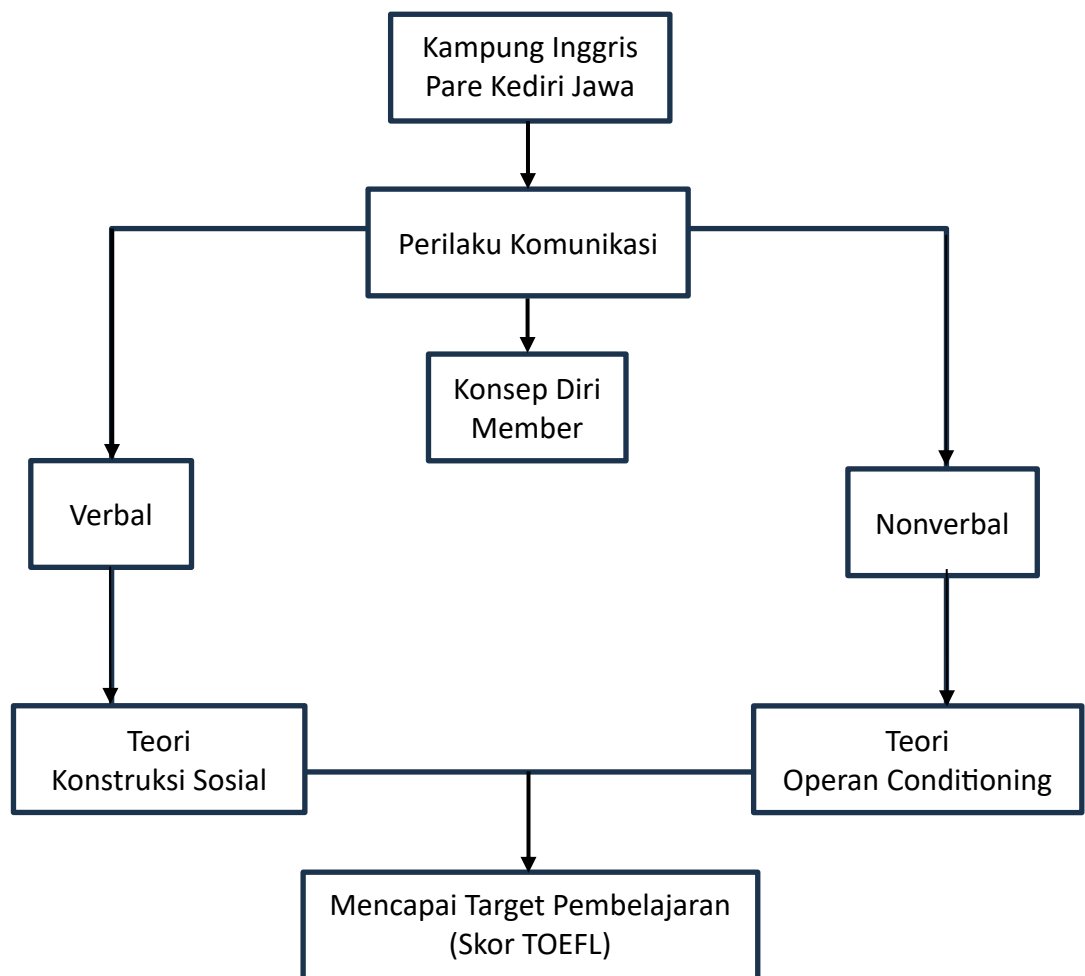 Kampung Inggris
Pare Kediri Jawa
Perilaku Komunikasi
Konsep Diri
Member
Verbal
Nonverbal
Teori
Konstruksi Sosial
Teori
Operan Conditioning
Mencapai Target Pembelajaran
(Skor TOEFL)